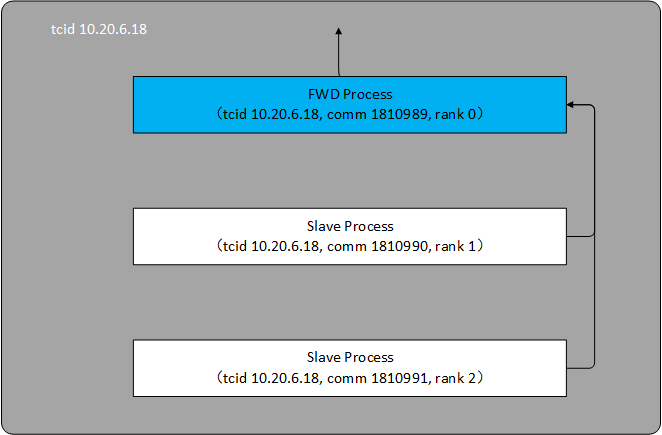 tcid 10.20.6.18
FWD Process
（tcid 10.20.6.18, comm 1810989, rank 0）
Slave Process
（tcid 10.20.6.18, comm 1810990, rank 1）
Slave Process
（tcid 10.20.6.18, comm 1810991, rank 2）